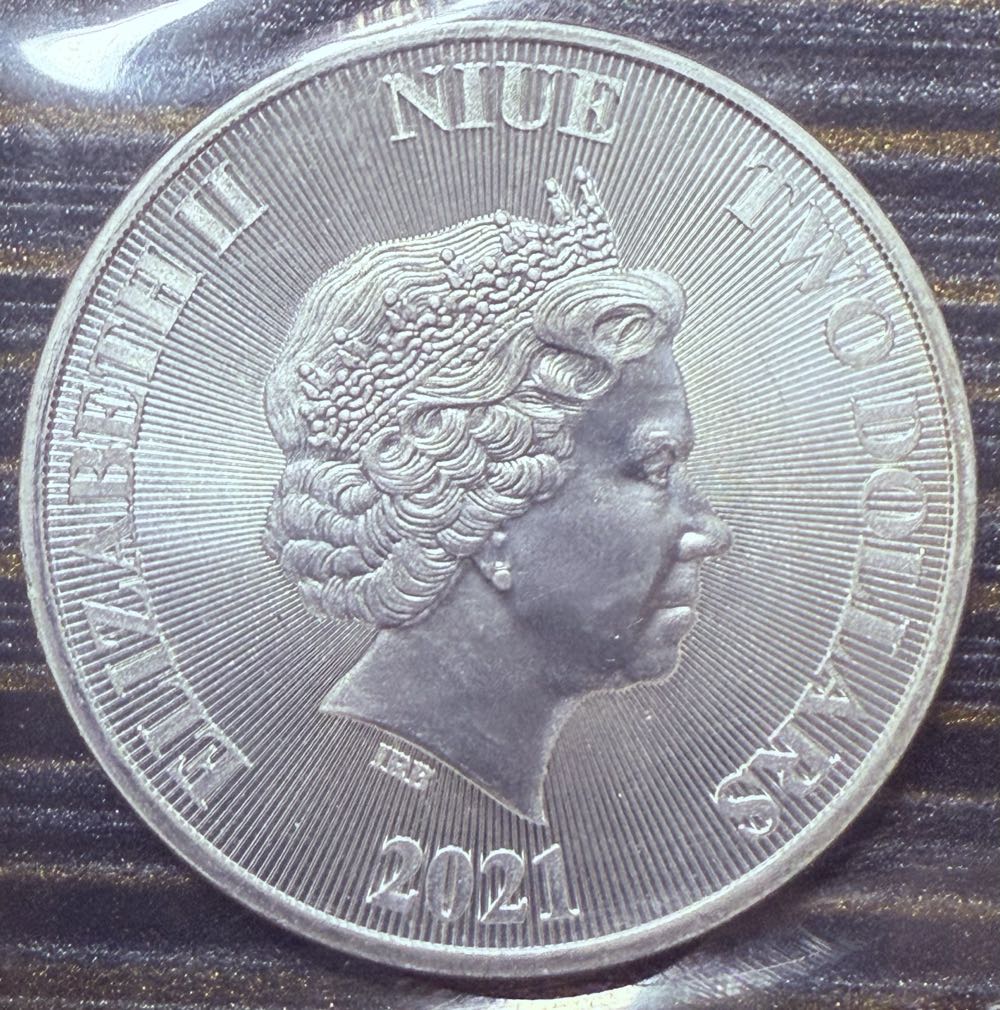 NIUE
TWO DOLLARS
ELIZABETH II
IRB
2021